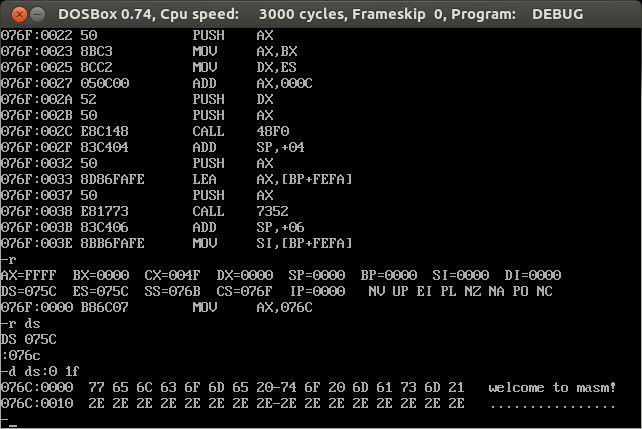 DOSBox 0.74, Cpu speed:    3000 cycles, Frameskip  0, Program:    DEBUG
076F:0022 50            PUSH    AX
076F:0023 8BC3          MOV     AX,BX
076F:0025 8CC2          MOV     DX,ES
076F:0027 050C00        ADD     AX,000C
076F:002A 52            PUSH    DX
076F:002B 50            PUSH    AX
076F:002C E8C148        CALL    48F0
076F:002F 83C404        ADD     SP,+04
076F:0032 50            PUSH    AX
076F:0033 8D86FAFE      LEA     AX,[BP+FEFA]
076F:0037 50            PUSH    AX
076F:0038 E81773        CALL    7352
076F:003B 83C406        ADD     SP,+06
076F:003E 8BB6FAFE      MOV     SI,[BP+FEFA]
-r
AX=FFFF  BX=0000  CX=004F  DX=0000  SP=0000  BP=0000  SI=0000  DI=0000
DS=075C  ES=075C  SS=076B  CS=076F  IP=0000   NV UP EI PL NZ NA PO NC
076F:0000 B86C07        MOV     AX,076C
-r ds
DS 075C
:076c
-d ds:0 1f
076C:0000  77 65 6C 63 6F 6D 65 20-74 6F 20 6D 61 73 6D 21   welcome to masm!
076C:0010  2E 2E 2E 2E 2E 2E 2E 2E-2E 2E 2E 2E 2E 2E 2E 2E   ................
-_